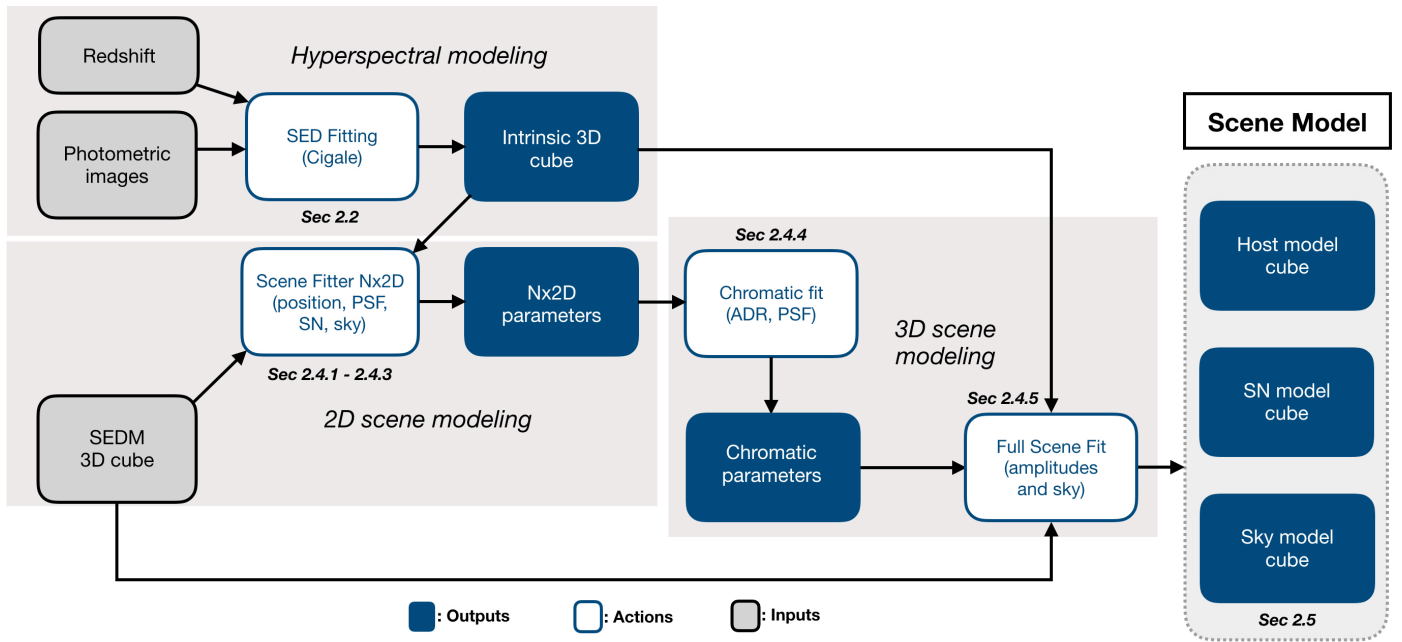 Redshift
Hyperspectral modeling
Photometric
images
SED Fitting
(Cigale)
Sec 2.2
Intrinsic 3D
cube
Scene Fitter Nx2D
(position, PSF,
SN, sky)
Sec 2.4.1 - 2.4.3
Nx2D
parameters
2D scene modeling
SEDM
3D cube
Sec 2.4.4
Chromatic fit
(ADR, PSF)
3D scene
modeling
Chromatic
parameters
Sec 2.4.5
Full Scene Fit
(amplitudes
and sky)
Scene Model
Host model
cube
SN model
cube
Sky model
cube
Sec 2.5
: Outputs
: Actions
: Inputs